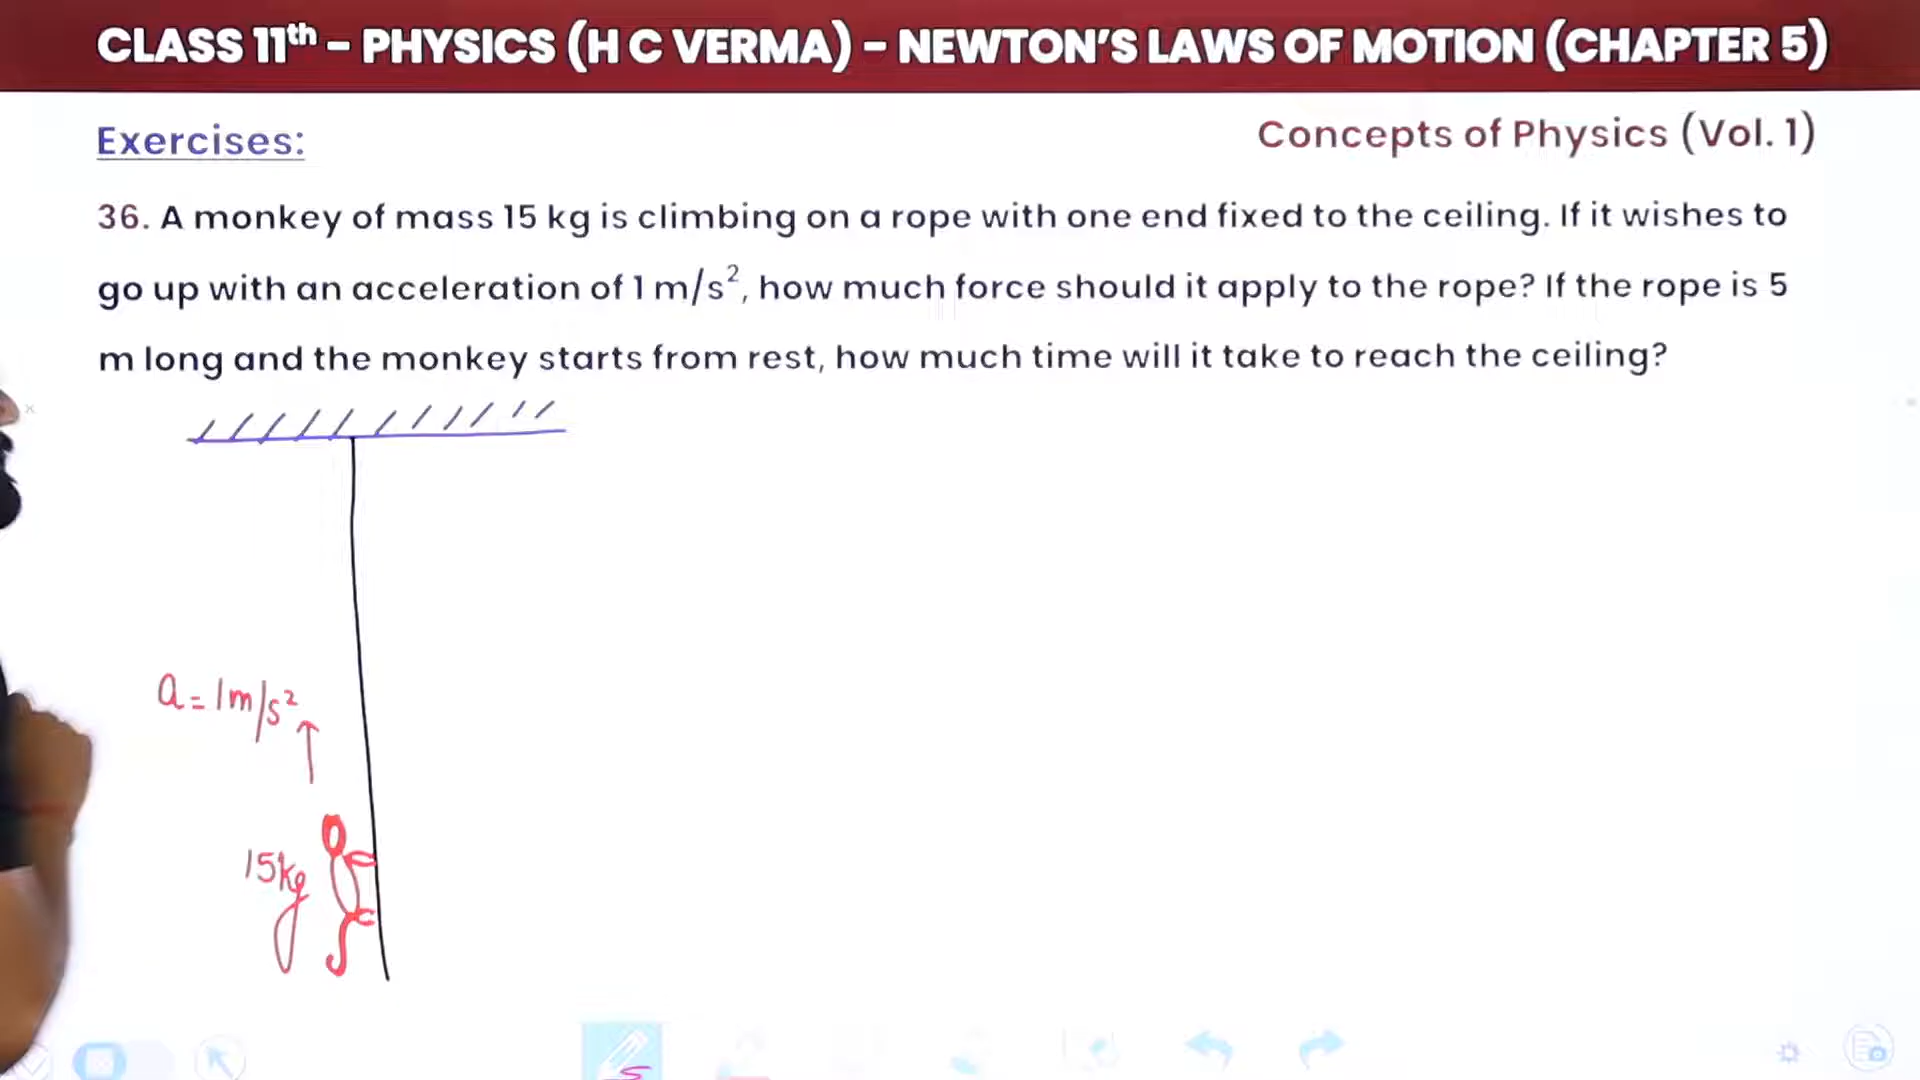 CLASS 11th – PHYSICS (H C VERMA) – NEWTON'S LAWS OF MOTION (CHAPTER 5)
Exercises:
Concepts of Physics (Vol. 1)
36. A monkey of mass 15 kg is climbing on a rope with one end fixed to the ceiling. If it wishes to
go up with an acceleration of 1 m/s², how much force should it apply to the rope? If the rope is 5
m long and the monkey starts from rest, how much time will it take to reach the ceiling?
a = 1m/s²
15kg